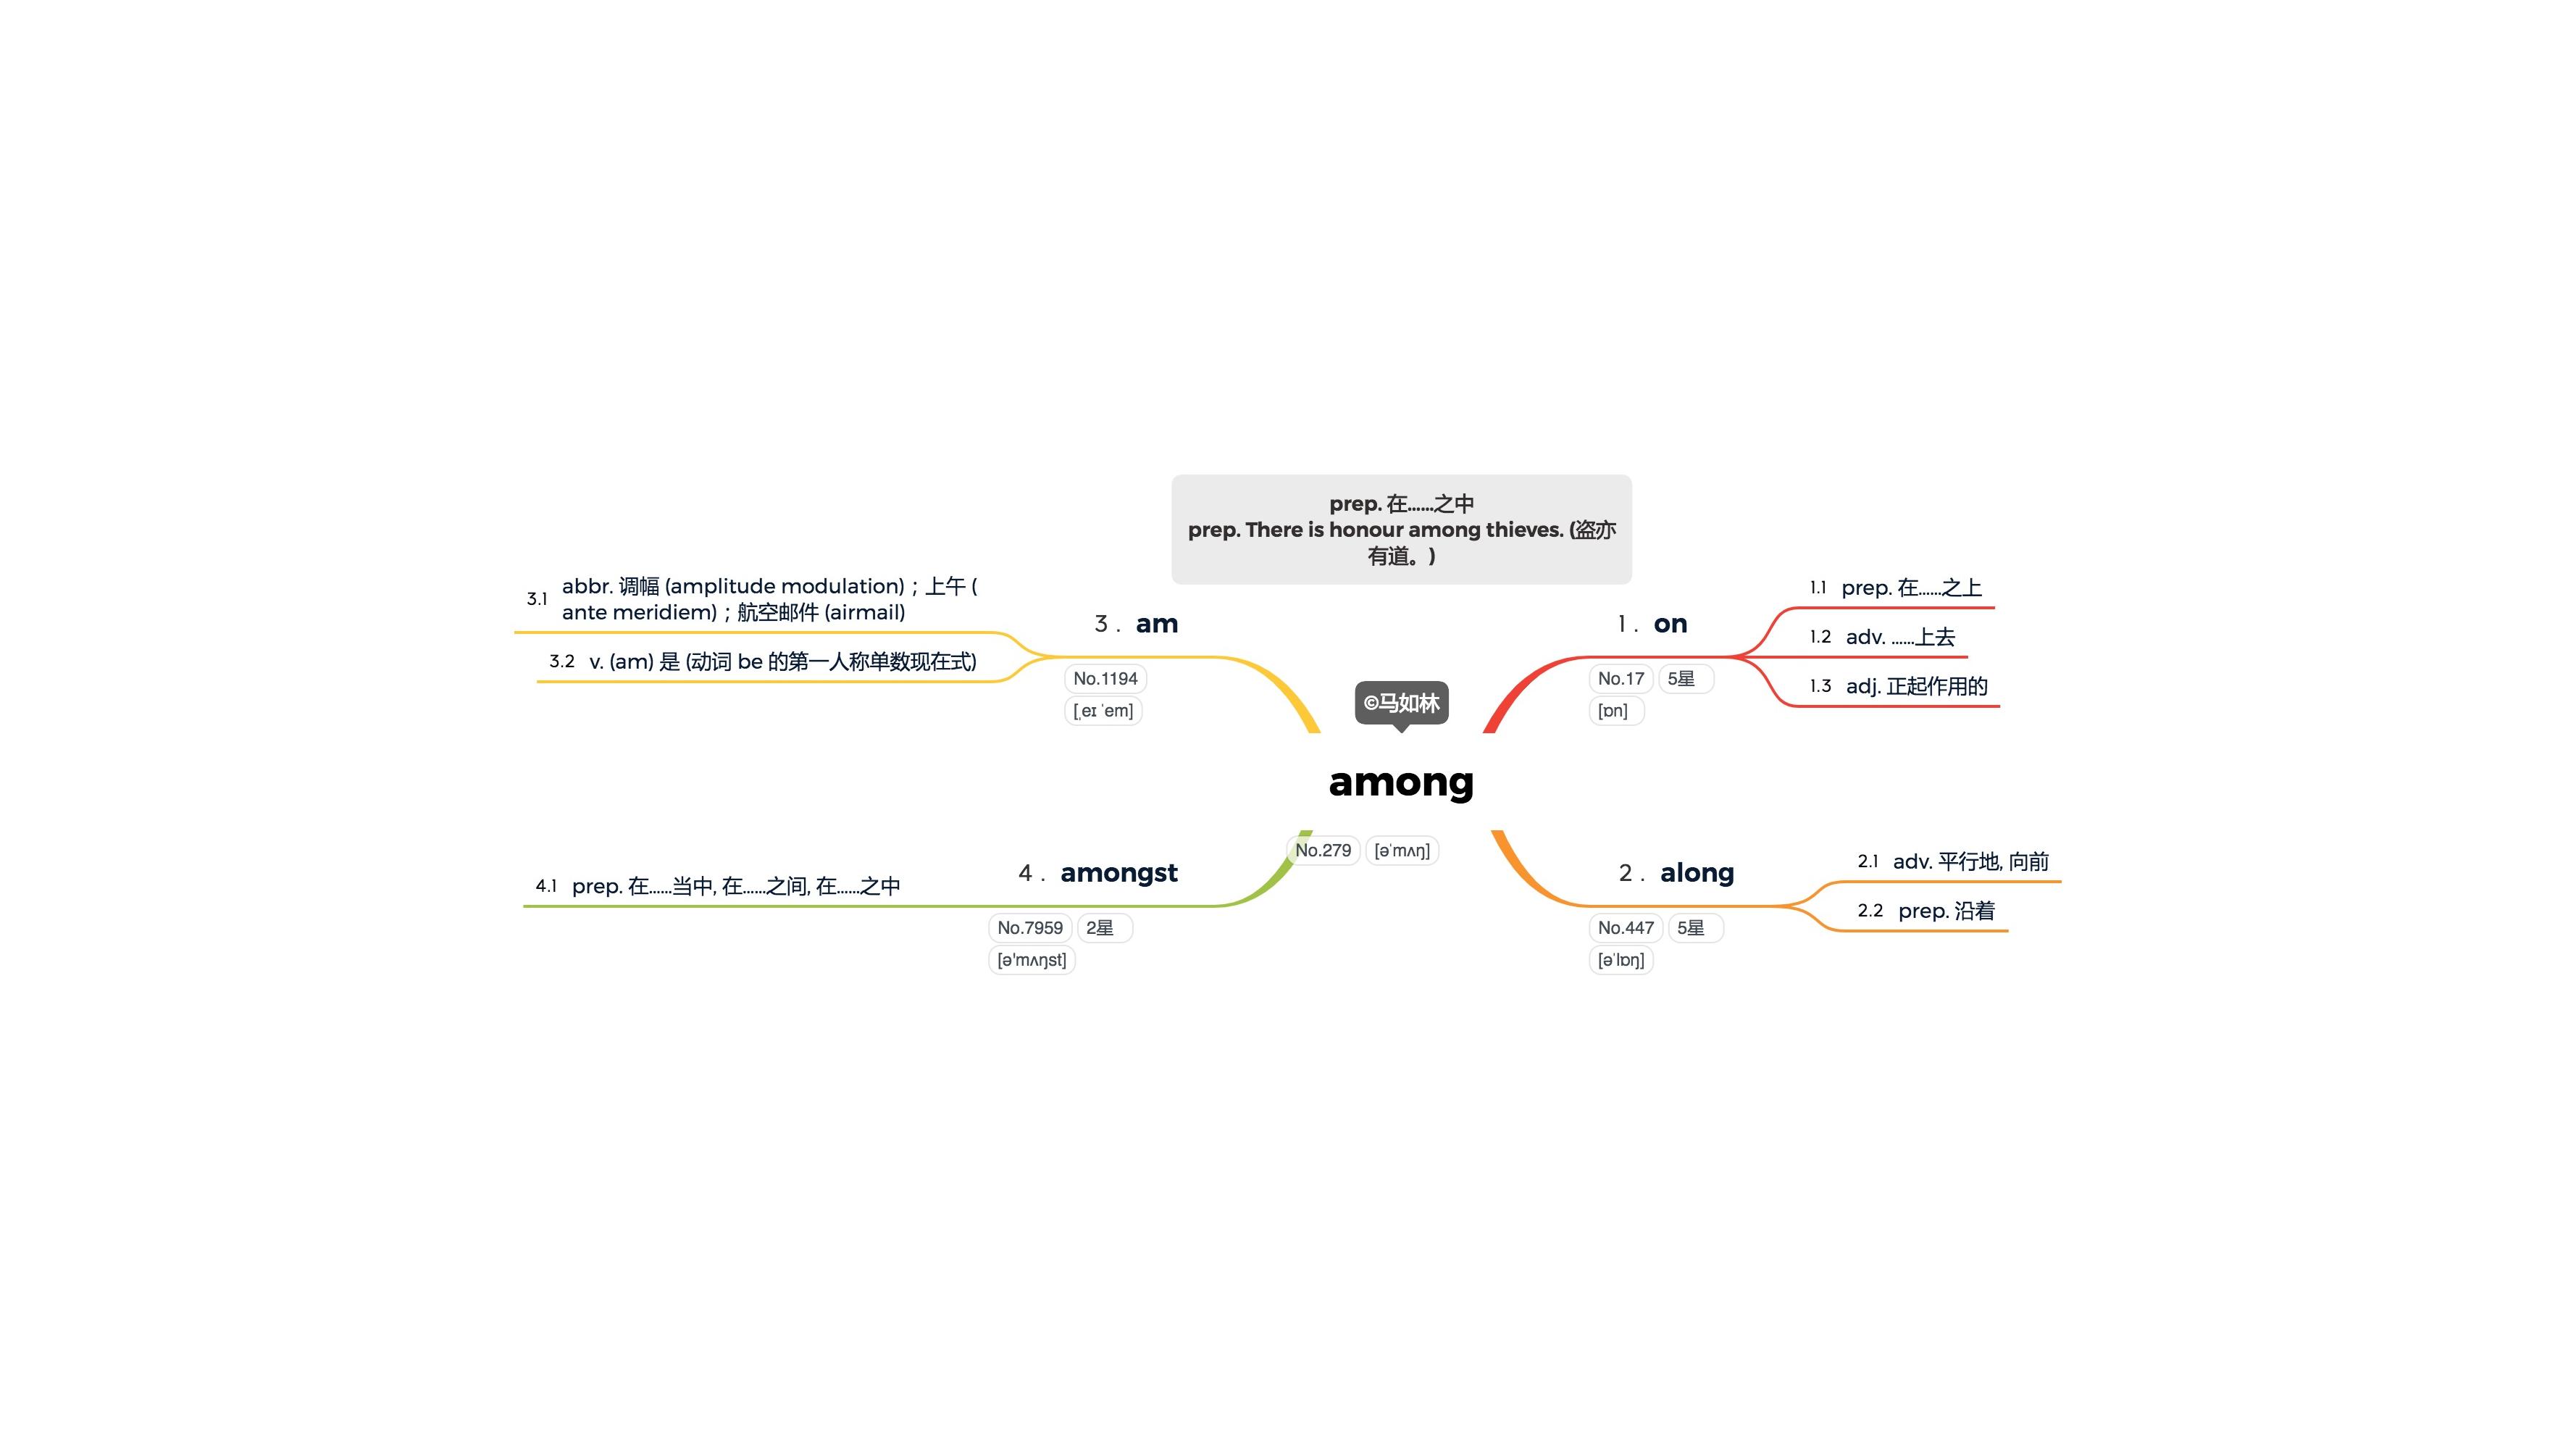 prep. 在……之中
prep. There is honour among thieves. (盗亦
有道。)
©马如林
among
No.279 [əˈmʌŋ]
1. on
No.17 5星
[ɒn]
1.1 prep. 在……之上
1.2 adv. ……上去
1.3 adj. 正起作用的
2. along
No.447 5星
[əˈlɒŋ]
2.1 adv. 平行地, 向前
2.2 prep. 沿着
3. am
No.1194
[ˌeɪ ˈem]
3.1 abbr. 调幅 (amplitude modulation)；上午 (
ante meridiem)；航空邮件 (airmail)
3.2 v. (am) 是 (动词 be 的第一人称单数现在式)
4. amongst
No.7959 2星
[ə'mʌŋst]
4.1 prep. 在……当中, 在……之间, 在……之中